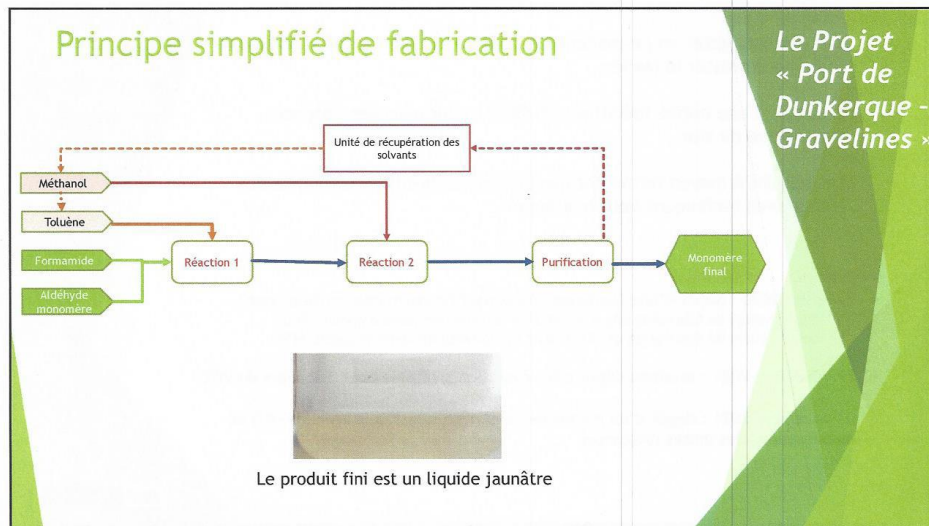 Principe simplifié de fabrication
Le Projet
« Port de
Dunkerque –
Gravelines »
Unité de récupération des
solvants
Méthanol
Toluène
Formamide
Aldéhyde
monomère
Réaction 1
Réaction 2
Purification
Monomère
final
Le produit fini est un liquide jaunâtre